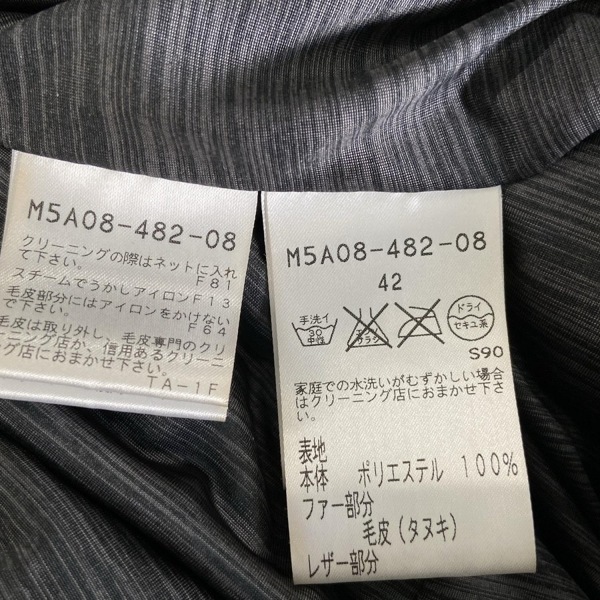 M5A08-482-08
クリーニングの際はネットに入れ
て下さい。 F81
スチームでうかしアイロンF13
毛皮部分にはアイロンをかけない
で下さい。 F64
毛皮は取り外し、毛皮専門のクリ
ーニング店か、信用あるクリーニ
ング店におまかせ下さい。
TA-1F
M5A08-482-08
42
手洗イ
30
中性
エンソ
サラシ
ドライ
セキユ系
S90
家庭での水洗いがむずかしい場合
はクリーニング店におまかせ下さ
い。
表地
本体 ポリエステル 100%
ファー部分
毛皮(タヌキ)
レザー部分